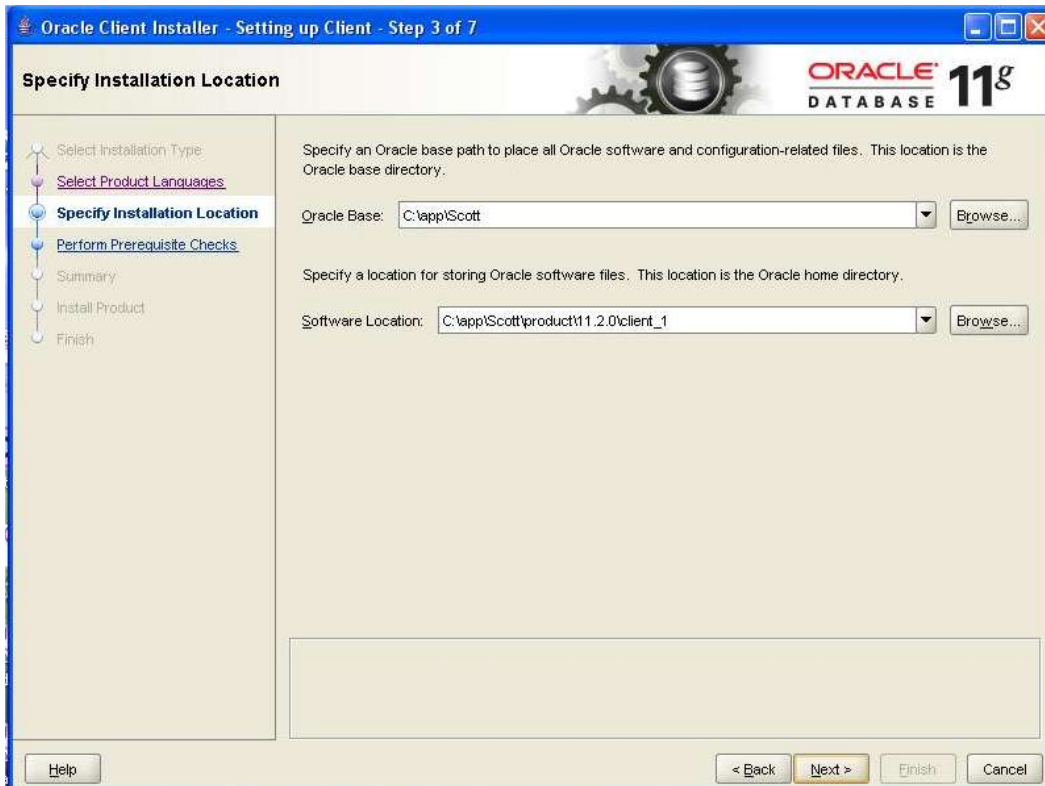 Oracle Client Installer - Setting up Client - Step 3 of 7
Specify Installation Location
ORACLE
DATABASE
11g
Select Installation Type
Select Product Languages
Specify Installation Location
Perform Prerequisite Checks
Summary
Install Product
Finish
Specify an Oracle base path to place all Oracle software and configuration-related files. This location is the
Oracle base directory.
Oracle Base: C:\app\Scott Browse...
Specify a location for storing Oracle software files. This location is the Oracle home directory.
Software Location: C:\app\Scott\product\11.2.0\client_1 Browse...
Help < Back Next > Finish Cancel